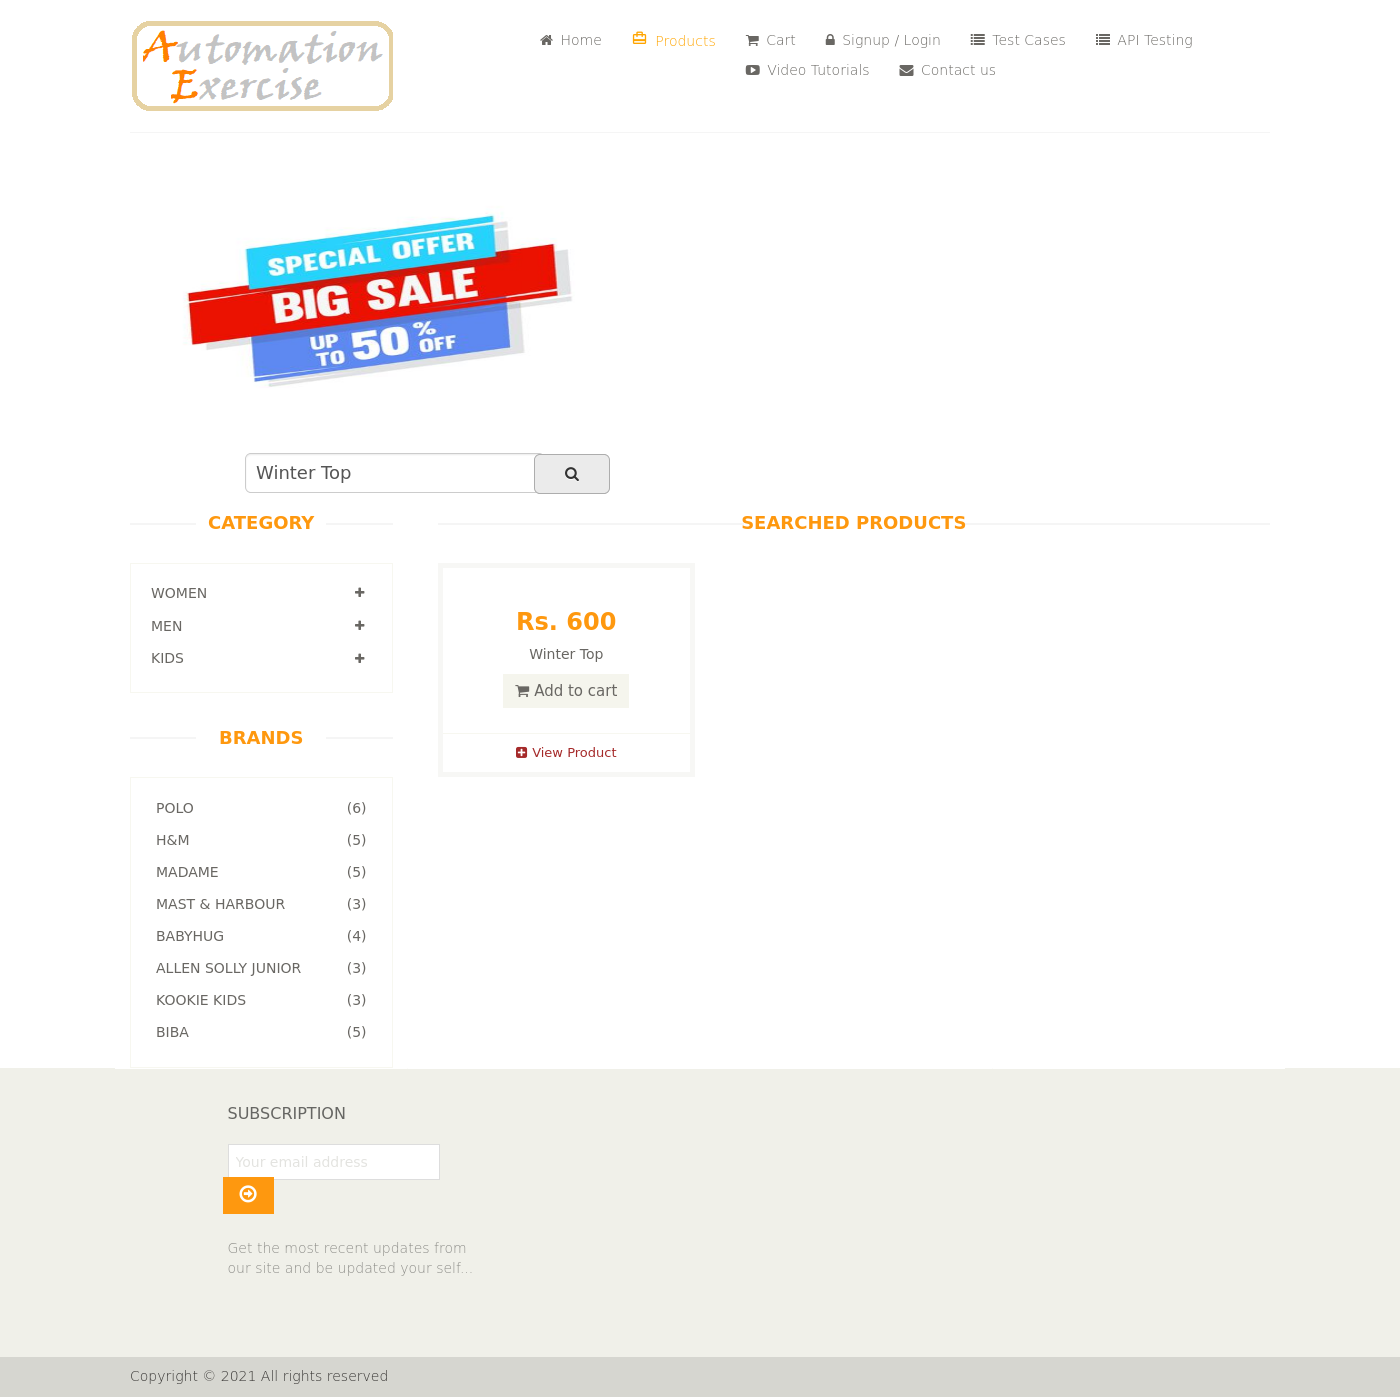 Automation
Exercise
Home Products Cart Signup / Login Test Cases API Testing
Video Tutorials Contact us
SPECIAL OFFER
BIG SALE
UP TO 50% OFF
Winter Top
CATEGORY
WOMEN
MEN
KIDS
BRANDS
POLO (6)
H&M (5)
MADAME (5)
MAST & HARBOUR (3)
BABYHUG (4)
ALLEN SOLLY JUNIOR (3)
KOOKIE KIDS (3)
BIBA (5)
SEARCHED PRODUCTS
Rs. 600
Winter Top
Add to cart
View Product
SUBSCRIPTION
Your email address
Get the most recent updates from
our site and be updated your self...
Copyright © 2021 All rights reserved